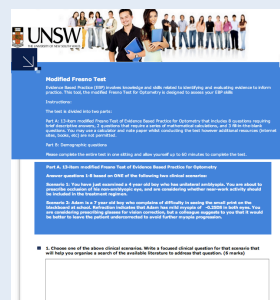 UNSW
THE UNIVERSITY OF NEW SOUTH WALES
Modified Fresno Test
Evidence Based Practice (EBP) involves knowledge and skills related to identifying and evaluating evidence to inform
practice. This tool, the modified Fresno for Optometry is designed to assess your EBP skills
Instructions:
The test is divided into two parts:
Part A: 13-item modified Fresno Test of Evidence Based Practice for Optometry that includes 8 questions requiring
brief descriptive answers, 2 questions that require a series of mathematical calculations, and 3 fill-in-the-blank
questions. You may use a calculator and note paper whilst conducting the test however additional resources (internet
sites, books, etc) are not permitted.
Part B: Demographic questions
Please complete the entire test in one sitting and allow yourself up to 60 minutes to complete the test.
Part A. 13-item modified Fresno Test of Evidence Based Practice for Optometry
Answer questions 1-8 based on ONE of the following two clinical scenarios:
Scenario 1: You have just examined a 4 year old boy who has unilateral amblyopia. You are about to
prescribe occlusion of his non-amblyopic eye, and are considering whether near-work activity should
be included in the treatment regimen.
Scenario 2: Adam is a 7 year old boy who complains of difficulty in seeing the small print on the
blackboard at school. Refraction indicates that Adam has mild myopia of -0.200N in both eyes. You
are considering prescribing glasses for vision correction, but a colleague suggests to you that it would
be better to leave the patient undercorrected to avoid further myopia progression.
1. Choose one of the above clinical scenarios. Write a focused clinical question for that scenario that
will help you organise a search of the available literature to address that question. (6 marks)